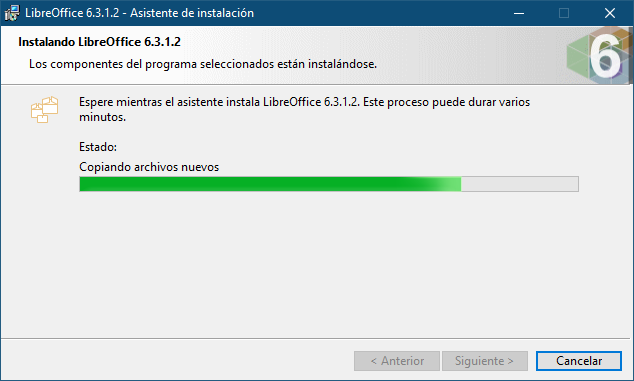 LibreOffice 6.3.1.2 - Asistente de instalación
Instalando LibreOffice 6.3.1.2
Los componentes del programa seleccionados están instalándose.
6
Espere mientras el asistente instala LibreOffice 6.3.1.2. Este proceso puede durar varios
minutos.
Estado:
Copiando archivos nuevos
< Anterior
Siguiente >
Cancelar